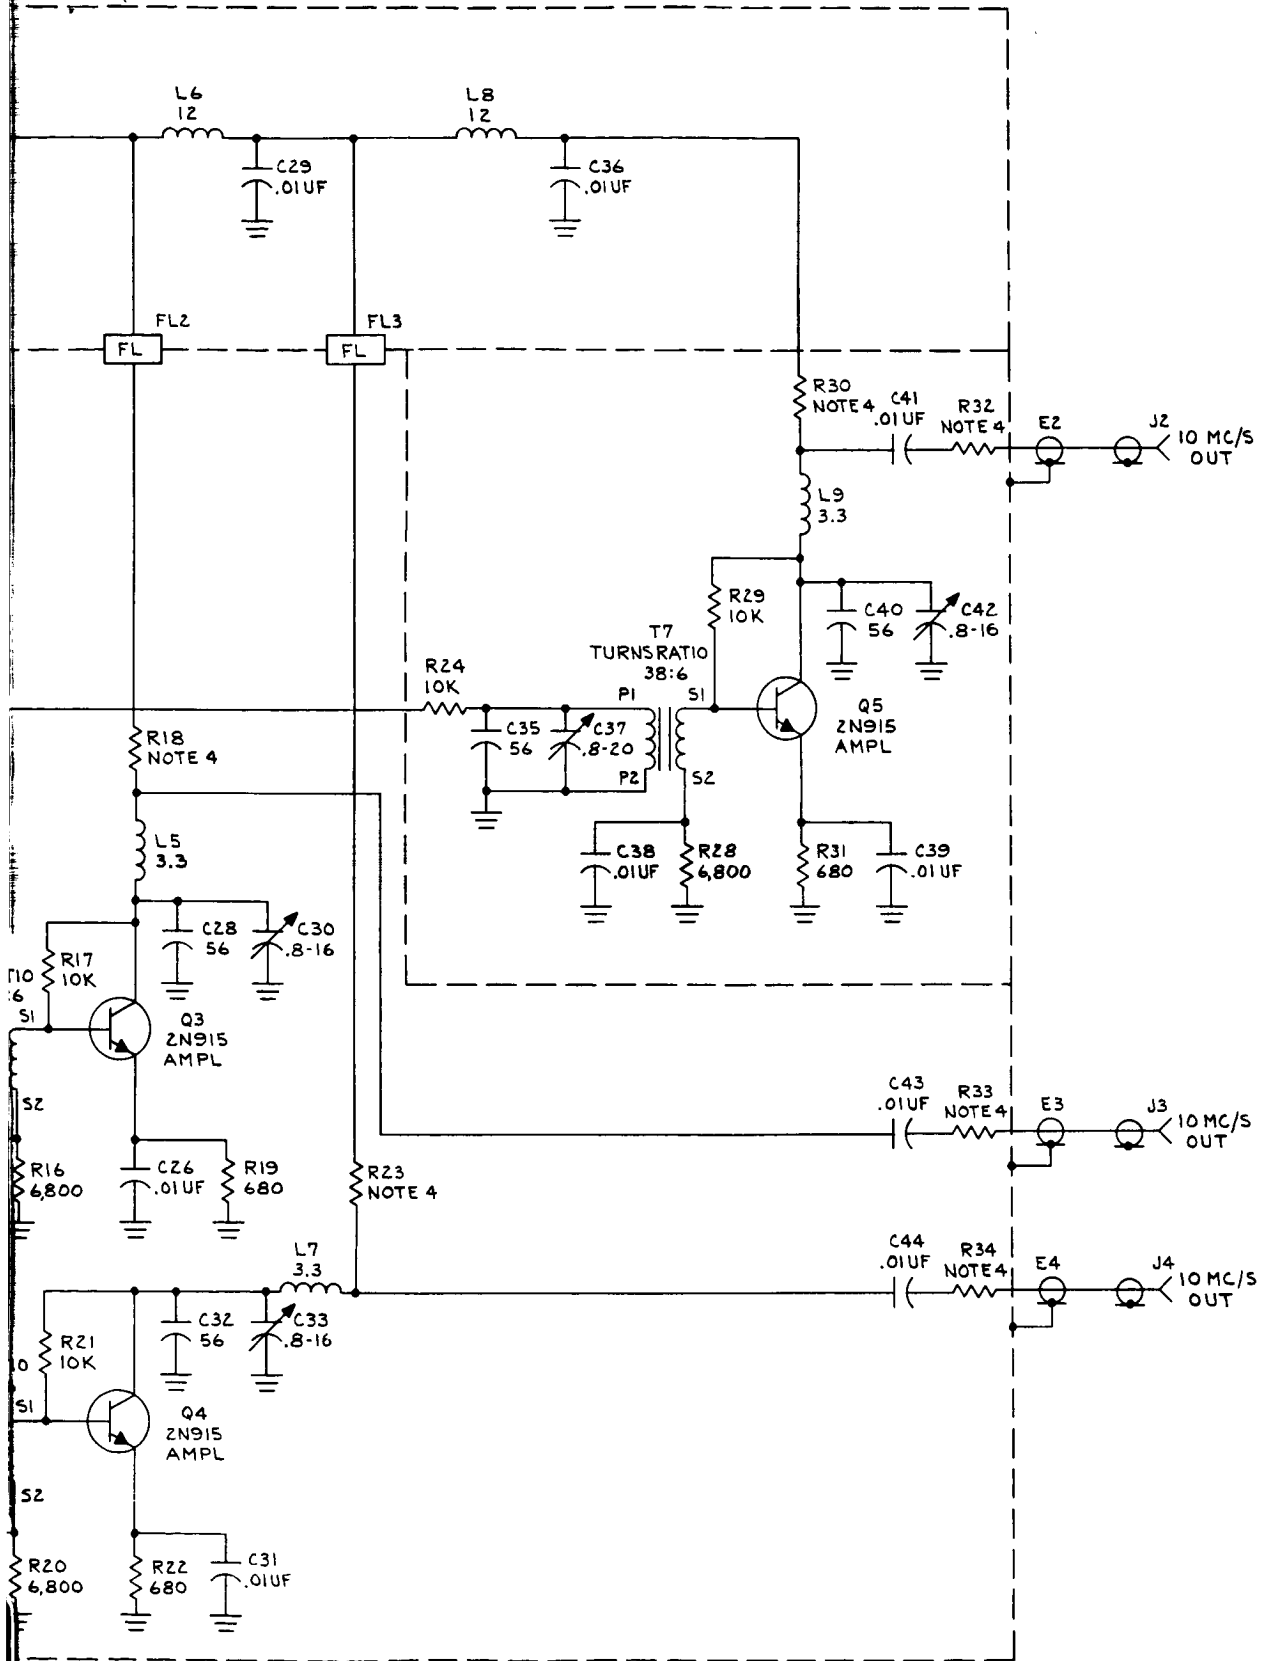 L6
12
L8
12
C29
.01UF
C36
.01UF
FL2
FL
FL3
FL
R30
NOTE 4
C41
.01UF
R32
NOTE 4
E2
J2
10 MC/S
OUT
L9
3.3
R29
10K
C40
56
C42
.8-16
T7
TURNS RATIO
38:6
R24
10K
P1
S1
C35
56
C37
.8-20
P2
S2
Q5
2N915
AMPL
R18
NOTE 4
L5
3.3
C38
.01UF
R28
6,800
R31
680
C39
.01UF
C28
56
C30
.8-16
R17
10K
S1
Q3
2N915
AMPL
S2
R16
6,800
C26
.01UF
R19
680
R23
NOTE 4
C43
.01UF
R33
NOTE 4
E3
J3
10 MC/S
OUT
L7
3.3
C44
.01UF
R34
NOTE 4
E4
J4
10 MC/S
OUT
R21
10K
C32
56
C33
.8-16
S1
Q4
2N915
AMPL
S2
R20
6,800
R22
680
C31
.01UF